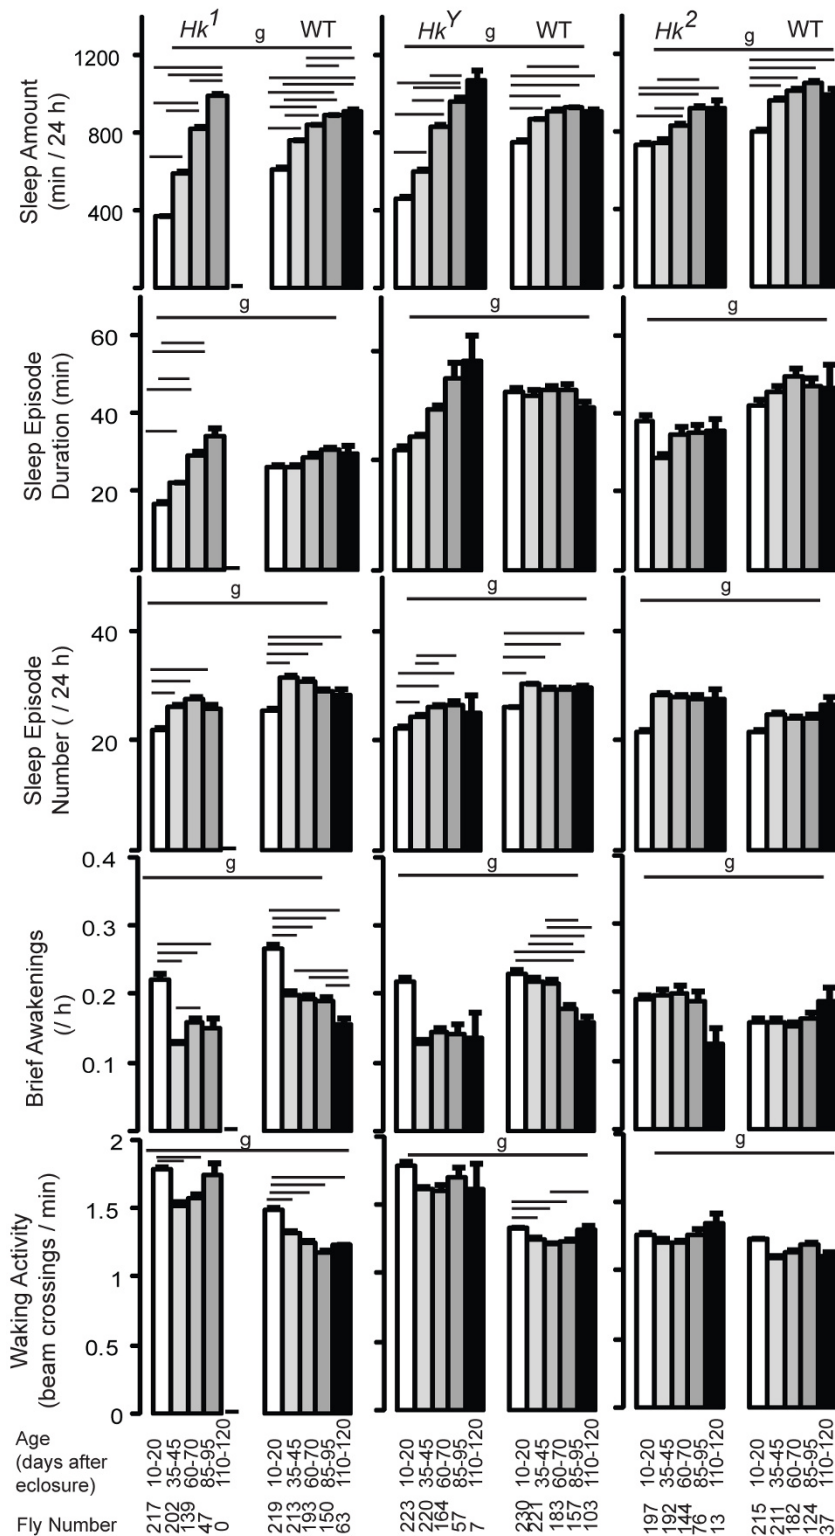 Hk1 g WT HkY g WT Hk2 g WT
Sleep Amount
(min / 24 h)
1200
800
400
g g g
Sleep Episode
Duration (min)
60
40
20
g g g
Sleep Episode
Number ( / 24 h)
40
20
g g g
Brief Awakenings
(/ h)
0.4
0.3
0.2
0.1
g g g
Waking Activity
(beam crossings / min)
2
1.5
1
0.5
0
Age
(days after
eclosure)
10-20 35-45 60-70 85-95 110-120 10-20 35-45 60-70 85-95 110-120 10-20 35-45 60-70 85-95 110-120 10-20 35-45 60-70 85-95 110-120 10-20 35-45 60-70 85-95 110-120 10-20 35-45 60-70 85-95 110-120
Fly Number 217 202 139 47 0 219 213 193 150 63 223 220 164 57 7 230 221 183 157 103 197 192 144 76 13 215 211 182 124 37